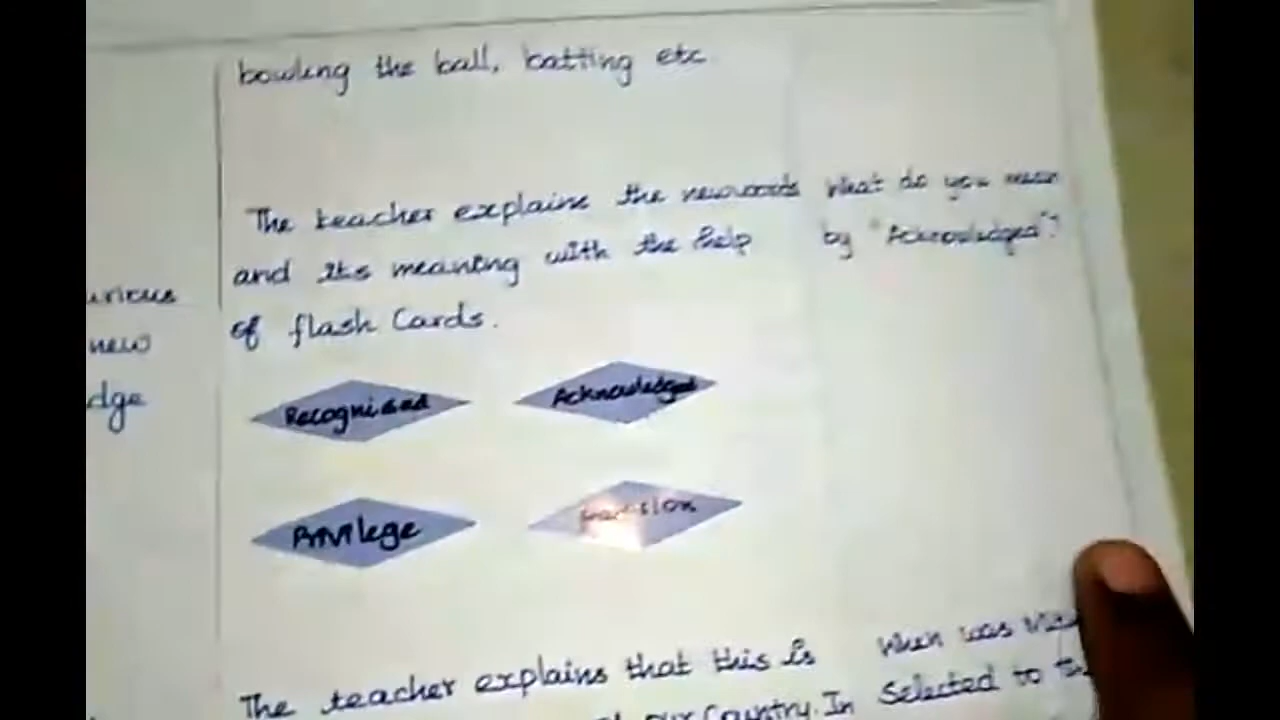 bowling the ball, batting etc
The teacher explains the newwords
and its meaning with the help
of flash Cards.
What do you mean
by "Acknowledged"?
new
dge
Recognised
Acknowledged
Privilege
The teacher explains that this is
our Country. In
When was
Selected to